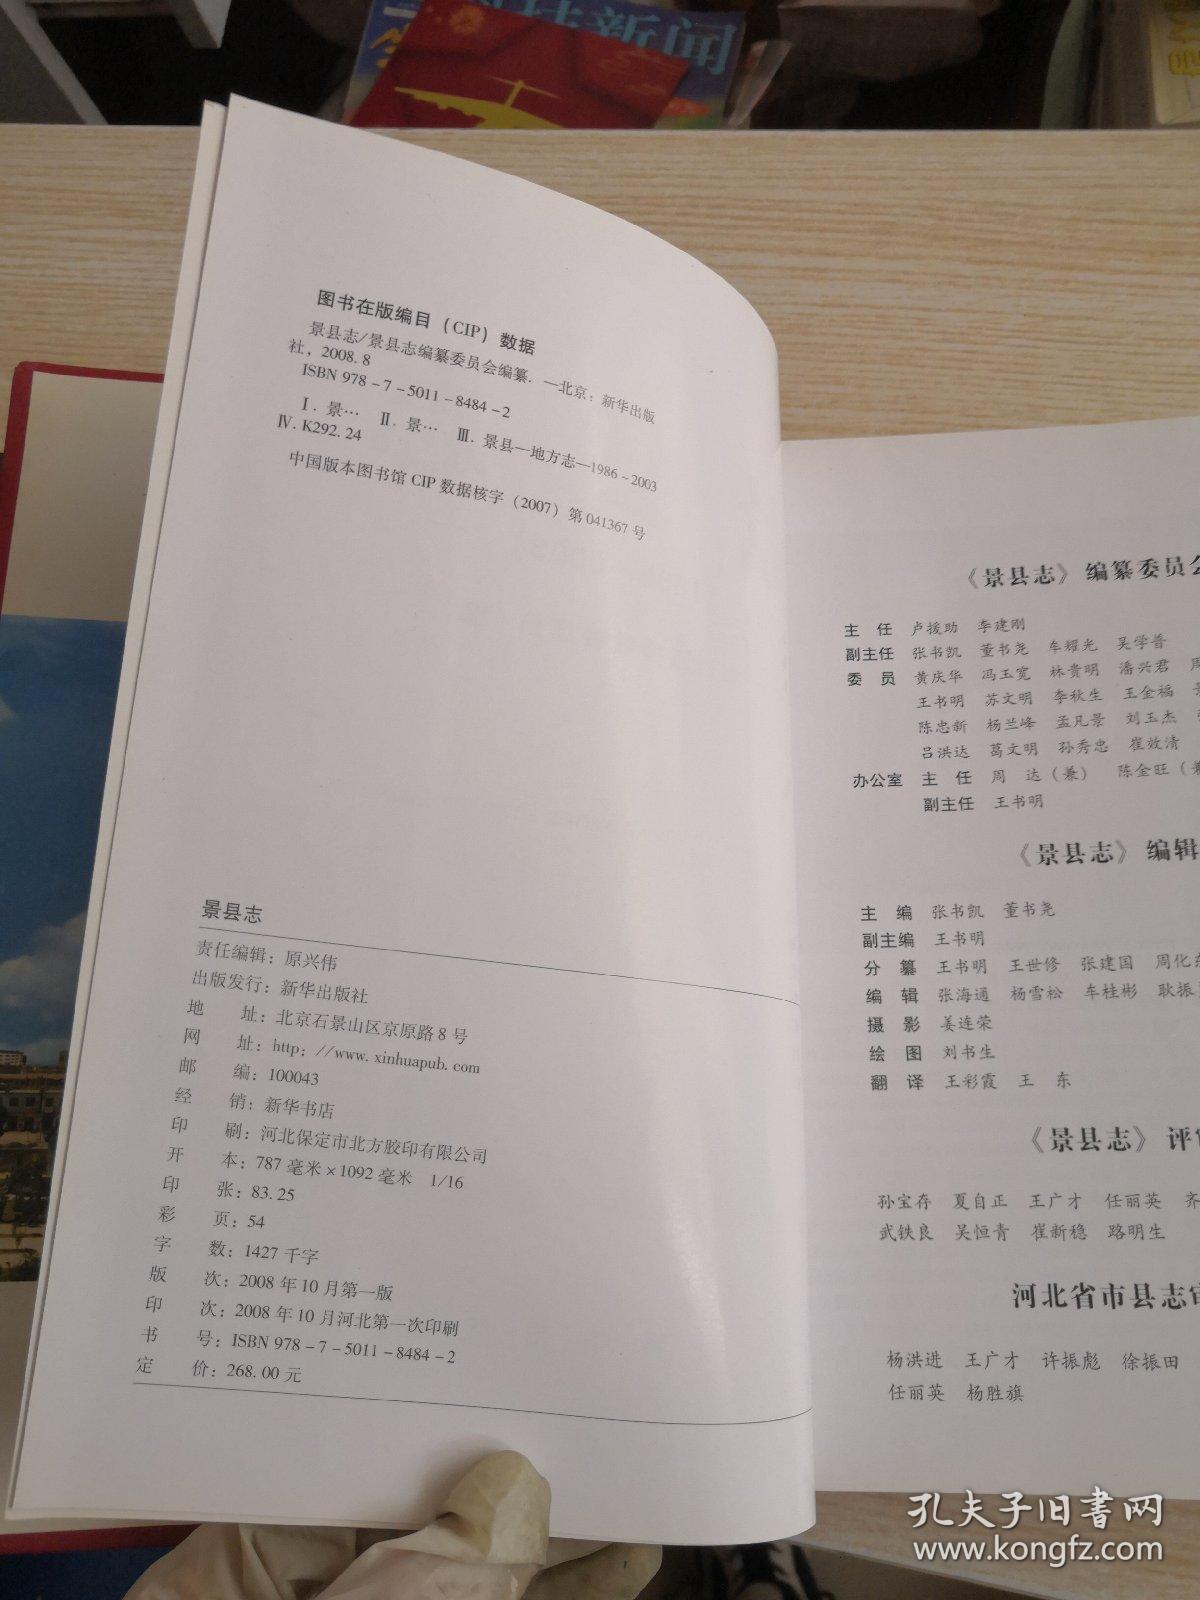 新闻
图书在版编目(CIP)数据
景县志/景县志编纂委员会编纂.—北京:新华出版
社,2008.8
ISBN 978-7-5011-8484-2
Ⅰ.景… Ⅱ.景… Ⅲ.景县—地方志—1986~2003
Ⅳ.K292.24
中国版本图书馆CIP数据核字(2007)第041367号
景县志
责任编辑:原兴伟
出版发行:新华出版社
地 址:北京石景山区京原路8号
网 址:http://www.xinhuapub.com
邮 编:100043
经 销:新华书店
印 刷:河北保定市北方胶印有限公司
开 本:787毫米×1092毫米 1/16
印 张:83.25
彩 页:54
字 数:1427千字
版 次:2008年10月第一版
印 次:2008年10月河北第一次印刷
书 号:ISBN 978-7-5011-8484-2
定 价:268.00元
《景县志》编纂委员会
主 任 卢援助 李建刚
副主任 张书凯 董书尧 车耀光 吴学普
委 员 黄庆华 冯玉宽 林贵明 潘兴君 周
王书明 苏文明 李秋生 王金福
陈忠新 杨兰峰 孟凡景 刘玉杰
吕洪达 葛文明 孙秀忠 崔效清
办公室 主 任 周 达(兼) 陈金旺(兼
副主任 王书明
《景县志》编辑
主 编 张书凯 董书尧
副主编 王书明
分 纂 王书明 王世修 张建国 周化东
编 辑 张海通 杨雪松 车桂彬 耿振
摄 影 姜连荣
绘 图 刘书生
翻 译 王彩霞 王 东
《景县志》评
孙宝存 夏自正 王广才 任丽英 齐
武铁良 吴恒青 崔新稳 路明生
河北省市县志审
杨洪进 王广才 许振彪 徐振田
任丽英 杨胜旗
孔夫子旧书网
www.kongfz.com